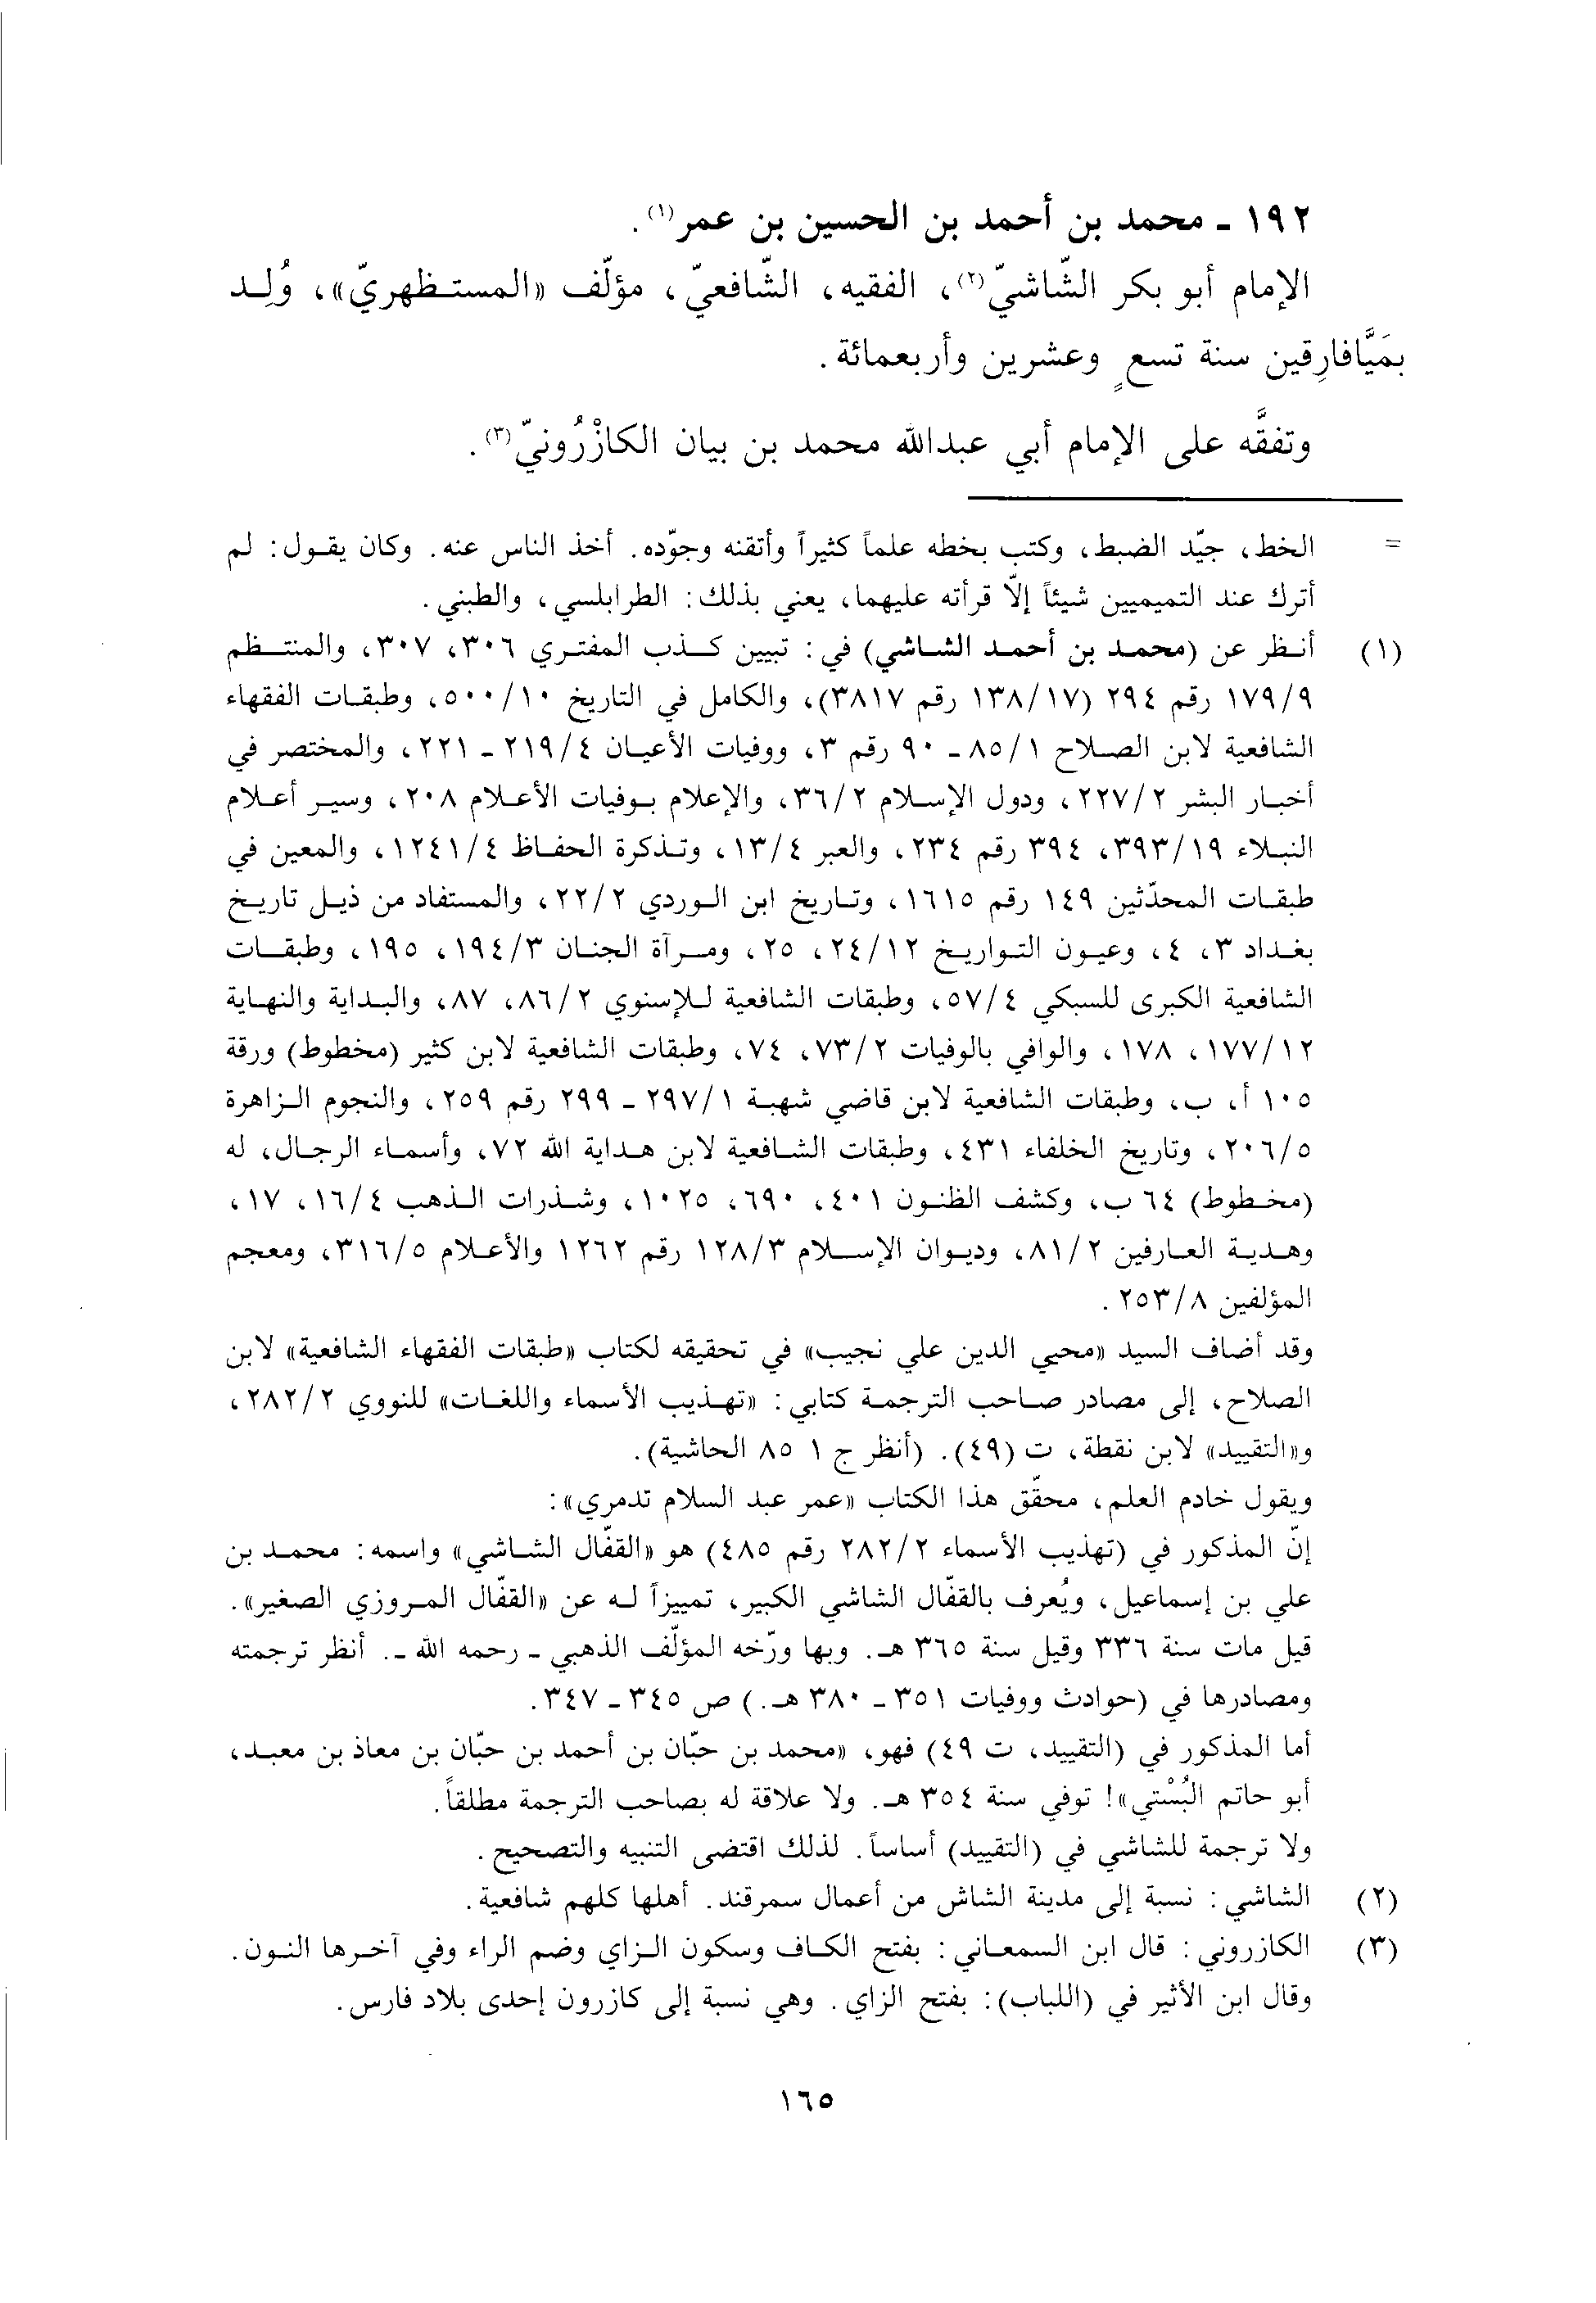 ١٩٢ ـ محمد بن أحمد بن الحسين بن عمر(١).
الإمام أبو بكر الشّاشيّ(٢)، الفقيه، الشّافعيّ، مؤلّف «المستظهريّ»، وُلِد
بمَيَّافارِقين سنة تسعٍ وعشرين وأربعمائة.
وتفقَّه على الإمام أبي عبدالله محمد بن بيان الكازْرُونيّ(٣).
= الخط، جيّد الضبط، وكتب بخطه علماً كثيراً وأتقنه وجوّده. أخذ الناس عنه. وكان يقول: لم
أترك عند التميميين شيئاً إلاّ قرأته عليهما، يعني بذلك: الطرابلسي، والطبني.
(١) أنظر عن (محمد بن أحمد الشاشي) في: تبيين كذب المفتري ٣٠٦، ٣٠٧، والمنتظم
١٧٩/٩ رقم ٢٩٤ (١٣٨/١٧ رقم ٣٨١٧)، والكامل في التاريخ ٥٠٠/١٠، وطبقات الفقهاء
الشافعية لابن الصلاح ٨٥/١ ـ ٩٠ رقم ٣، ووفيات الأعيان ٢١٩/٤ ـ ٢٢١، والمختصر في
أخبار البشر ٢٢٧/٢، ودول الإسلام ٣٦/٢، والإعلام بوفيات الأعلام ٢٠٨، وسير أعلام
النبلاء ٣٩٣/١٩، ٣٩٤ رقم ٢٣٤، والعبر ١٣/٤، وتذكرة الحفاظ ١٢٤١/٤، والمعين في
طبقات المحدّثين ١٤٩ رقم ١٦١٥، وتاريخ ابن الوردي ٢٢/٢، والمستفاد من ذيل تاريخ
بغداد ٣، ٤، وعيون التواريخ ٢٤/١٢، ٢٥، ومرآة الجنان ١٩٤/٣، ١٩٥، وطبقات
الشافعية الكبرى للسبكي ٥٧/٤، وطبقات الشافعية للإسنوي ٨٦/٢، ٨٧، والبداية والنهاية
١٧٧/١٢، ١٧٨، والوافي بالوفيات ٧٣/٢، ٧٤، وطبقات الشافعية لابن كثير (مخطوط) ورقة
١٠٥ أ، ب، وطبقات الشافعية لابن قاضي شهبة ٢٩٧/١ ـ ٢٩٩ رقم ٢٥٩، والنجوم الزاهرة
٢٠٦/٥، وتاريخ الخلفاء ٤٣١، وطبقات الشافعية لابن هداية الله ٧٢، وأسماء الرجال، له
(مخطوط) ٦٤ ب، وكشف الظنون ٤٠١، ٦٩٠، ١٠٢٥، وشذرات الذهب ١٦/٤، ١٧،
وهدية العارفين ٨١/٢، وديوان الإسلام ١٢٨/٣ رقم ١٢٦٢ والأعلام ٣١٦/٥، ومعجم
المؤلفين ٢٥٣/٨.
وقد أضاف السيد «محيي الدين علي نجيب» في تحقيقه لكتاب «طبقات الفقهاء الشافعية» لابن
الصلاح، إلى مصادر صاحب الترجمة كتابي: «تهذيب الأسماء واللغات» للنووي ٢٨٢/٢،
و«التقييد» لابن نقطة، ت (٤٩). (أنظر ج ١ ٨٥ الحاشية).
ويقول خادم العلم، محقّق هذا الكتاب «عمر عبد السلام تدمري»:
إنّ المذكور في (تهذيب الأسماء ٢٨٢/٢ رقم ٤٨٥) هو «القفّال الشاشي» واسمه: محمد بن
علي بن إسماعيل، ويُعرف بالقفّال الشاشي الكبير، تمييزاً له عن «القفّال المروزي الصغير».
قيل مات سنة ٣٣٦ وقيل سنة ٣٦٥ هـ. وبها ورّخه المؤلّف الذهبي ـ رحمه الله ـ. أنظر ترجمته
ومصادرها في (حوادث ووفيات ٣٥١ ـ ٣٨٠ هـ.) ص ٣٤٥ ـ ٣٤٧.
أما المذكور في (التقييد، ت ٤٩) فهو، «محمد بن حبّان بن أحمد بن حبّان بن معاذ بن معبد،
أبو حاتم البُسْتي»! توفي سنة ٣٥٤ هـ. ولا علاقة له بصاحب الترجمة مطلقاً.
ولا ترجمة للشاشي في (التقييد) أساساً. لذلك اقتضى التنبيه والتصحيح.
(٢) الشاشي: نسبة إلى مدينة الشاش من أعمال سمرقند. أهلها كلهم شافعية.
(٣) الكازروني: قال ابن السمعاني: بفتح الكاف وسكون الزاي وضم الراء وفي آخرها النون.
وقال ابن الأثير في (اللباب): بفتح الزاي. وهي نسبة إلى كازرون إحدى بلاد فارس.
١٦٥